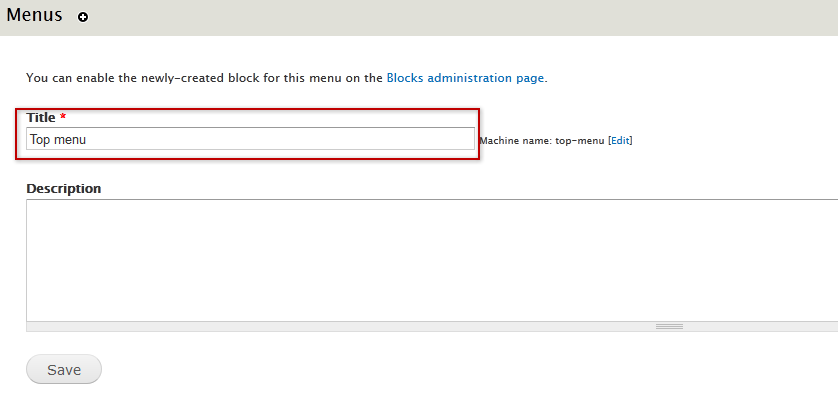 Menus
You can enable the newly-created block for this menu on the Blocks administration page.
Title *
Top menu
Machine name: top-menu [Edit]
Description
Save